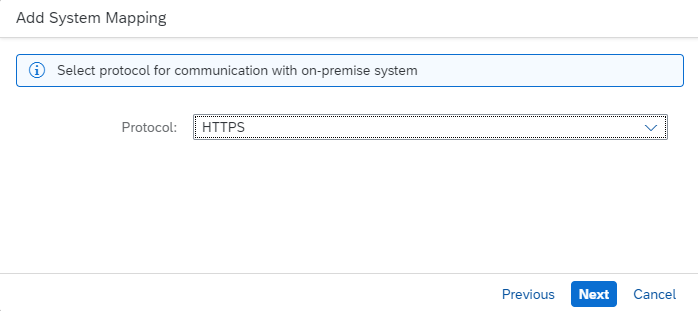 Add System Mapping
Select protocol for communication with on-premise system
Protocol: HTTPS
Previous Next Cancel